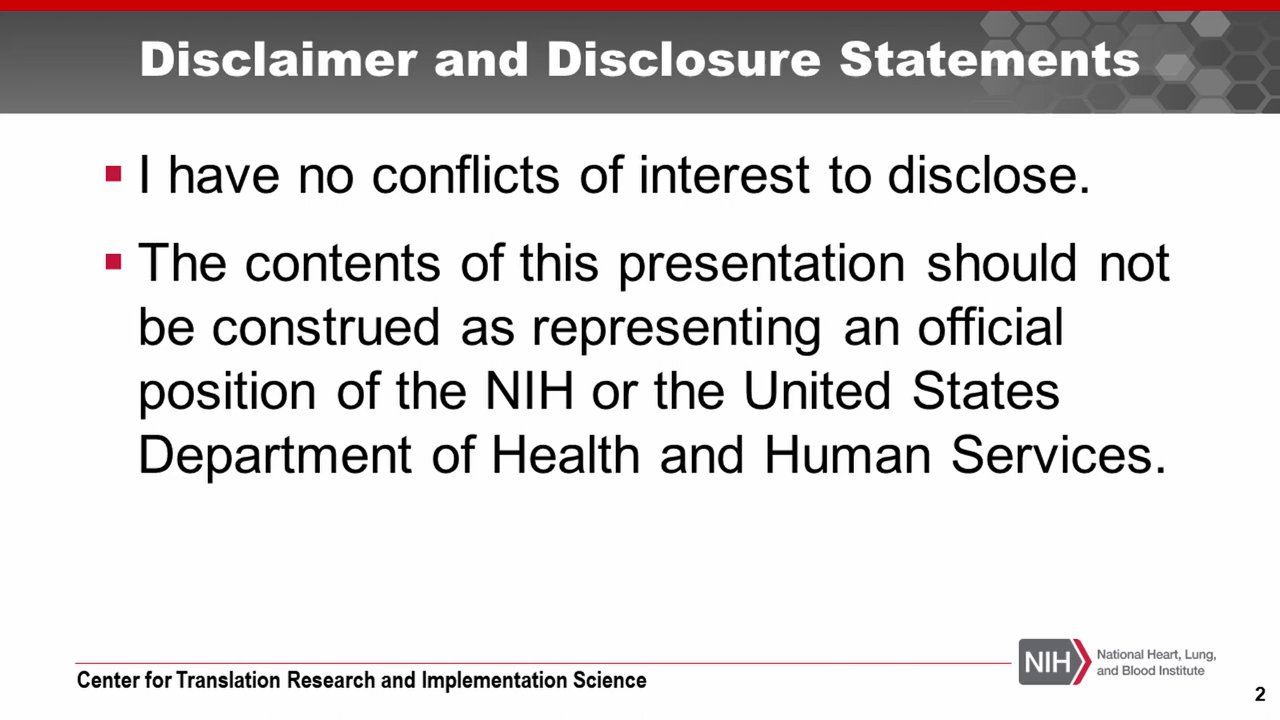 Disclaimer and Disclosure Statements
I have no conflicts of interest to disclose.
The contents of this presentation should not
be construed as representing an official
position of the NIH or the United States
Department of Health and Human Services.
NIH
National Heart, Lung,
and Blood Institute
Center for Translation Research and Implementation Science
2